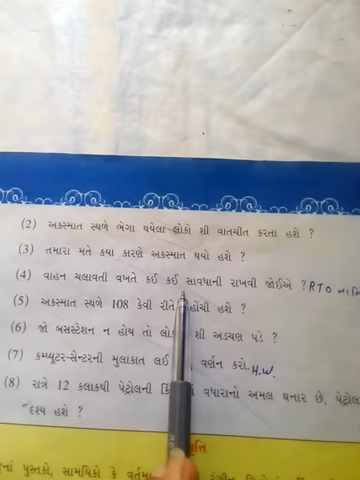 (2) અકસ્માત સ્થળે ભેગા થયેલા લોકો શી વાતચીત કરતા હશે ?
(3) તમારા મતે કયા કારણે અકસ્માત થયો હશે ?
(4) વાહન ચલાવતી વખતે કઈ કઈ સાવધાની રાખવી જોઈએ ? RTO ના
(5) અકસ્માત સ્થળે 108 કેવી રીતે હોંચી હશે ?
(6) જો બસસ્ટેશન ન હોય તો લોકો શી અડચણ પડે ?
(7) કમ્પ્યૂટર-સેન્ટરની મુલાકાત લઈ વર્ણન કરો. H.W.
(8) રાત્રે 12 કલાકથી પેટ્રોલની વધારાનો અમલ થનાર છે, પેટ્રોલ
દૃશ્ય હશે ?
નાં પુસ્તકો, સામયિકો કે